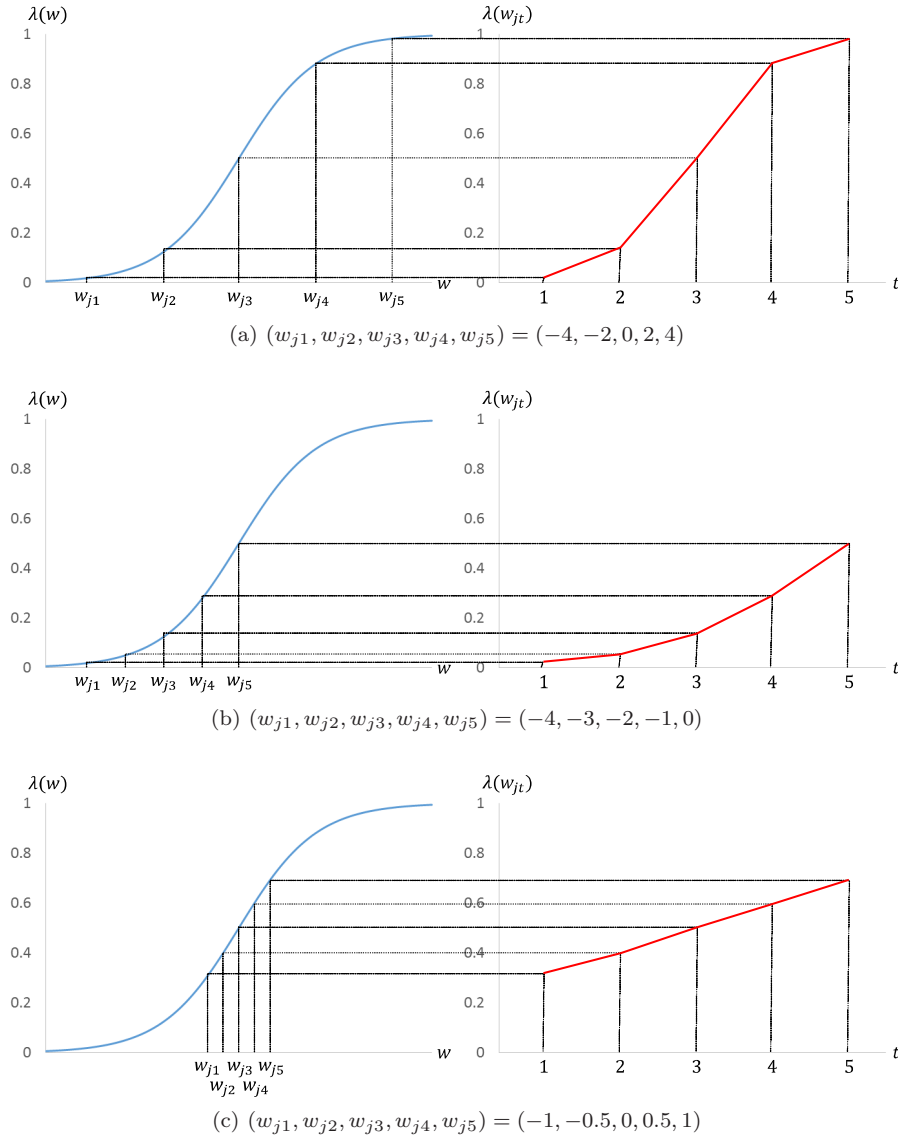 λ(w) λ(w_jt)
1 1
0.8 0.8
0.6 0.6
0.4 0.4
0.2 0.2
0 w 0 t
w_j1 w_j2 w_j3 w_j4 w_j5 1 2 3 4 5
(a) (w_j1, w_j2, w_j3, w_j4, w_j5) = (−4, −2, 0, 2, 4)
λ(w) λ(w_jt)
1 1
0.8 0.8
0.6 0.6
0.4 0.4
0.2 0.2
0 w 0 t
w_j1 w_j2 w_j3 w_j4 w_j5 1 2 3 4 5
(b) (w_j1, w_j2, w_j3, w_j4, w_j5) = (−4, −3, −2, −1, 0)
λ(w) λ(w_jt)
1 1
0.8 0.8
0.6 0.6
0.4 0.4
0.2 0.2
0 w 0 t
w_j1 w_j3 w_j5 1 2 3 4 5
w_j2 w_j4
(c) (w_j1, w_j2, w_j3, w_j4, w_j5) = (−1, −0.5, 0, 0.5, 1)